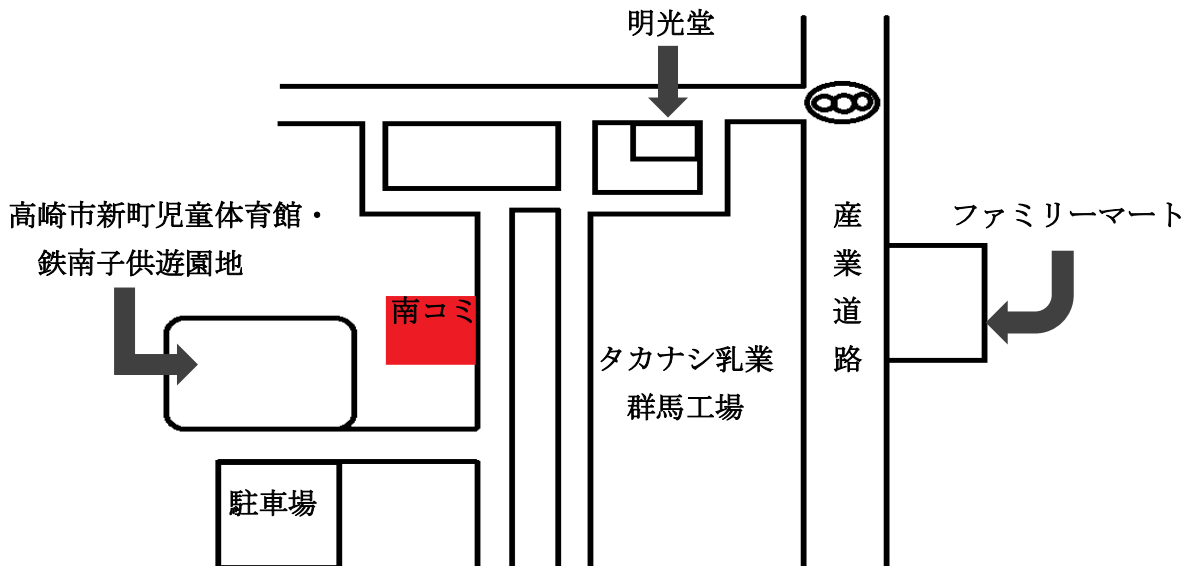 明光堂
高崎市新町児童体育館・
鉄南子供遊園地
産業道路
ファミリーマート
南コミ
タカナシ乳業
群馬工場
駐車場